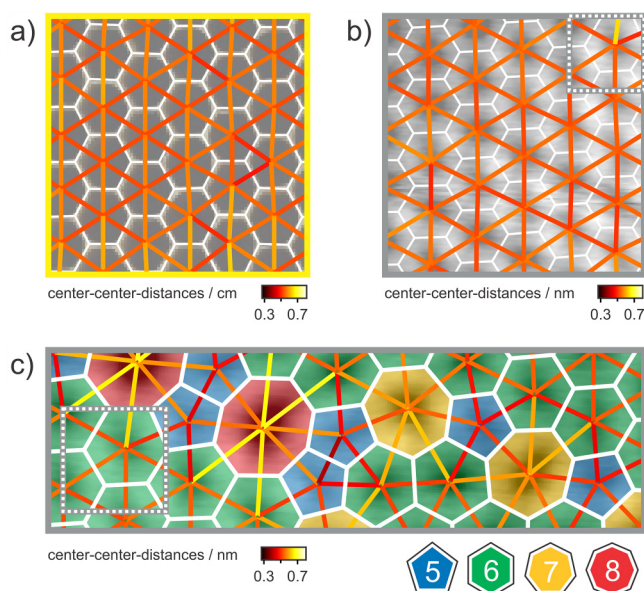 a)
b)
center-center-distances / cm
0.3 0.7
center-center-distances / nm
0.3 0.7
c)
center-center-distances / nm
0.3 0.7
5 6 7 8